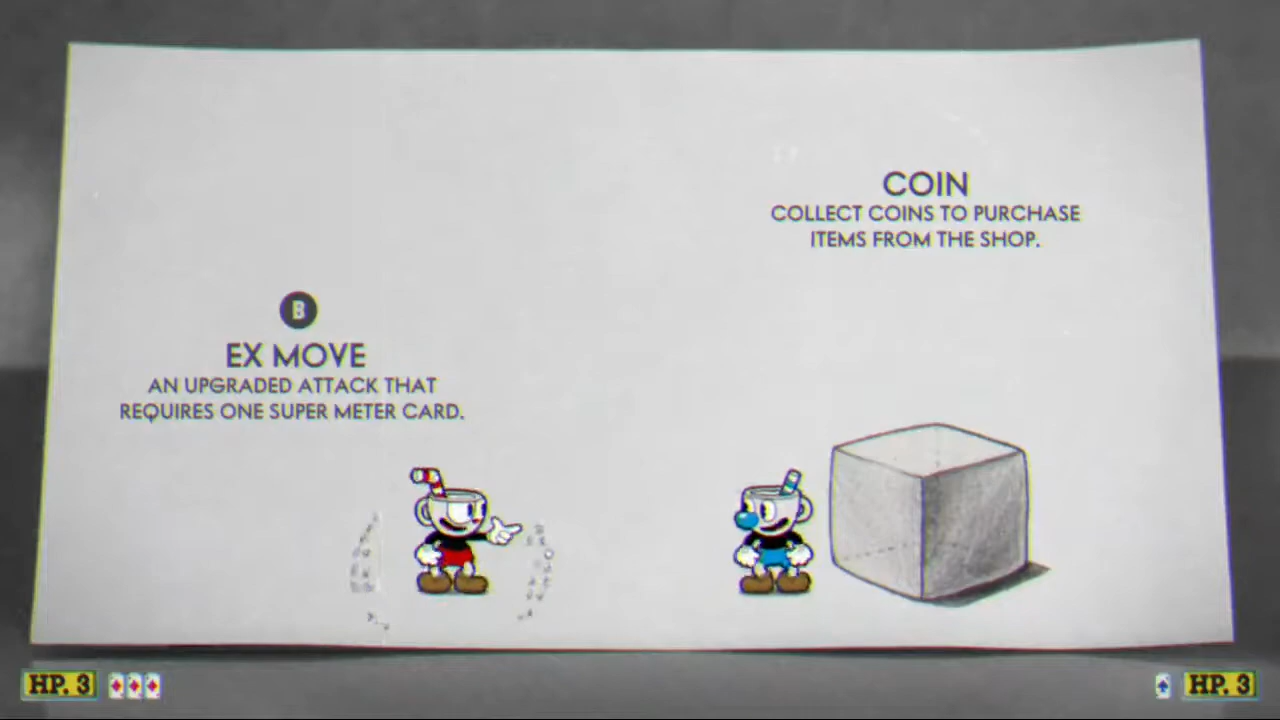 COIN
COLLECT COINS TO PURCHASE
ITEMS FROM THE SHOP.
B
EX MOVE
AN UPGRADED ATTACK THAT
REQUIRES ONE SUPER METER CARD.
HP. 3
HP. 3